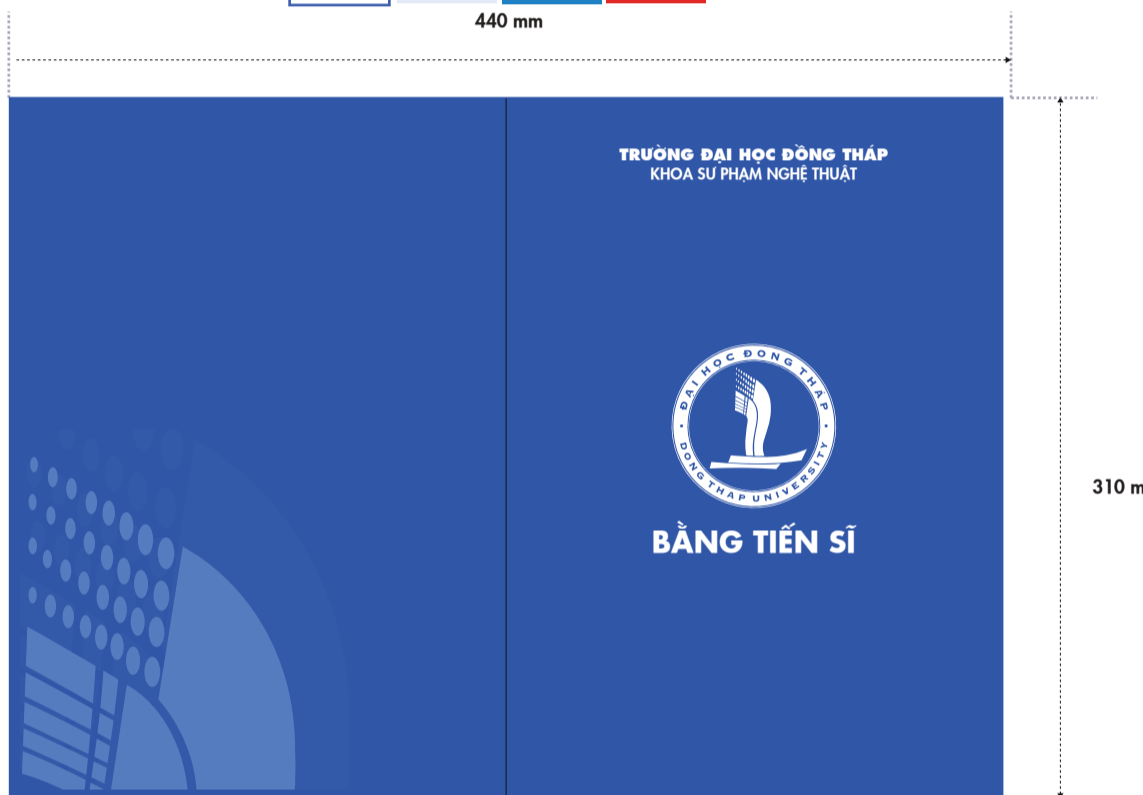 440 mm
TRƯỜNG ĐẠI HỌC ĐỒNG THÁP
KHOA SƯ PHẠM NGHỆ THUẬT
ĐẠI HỌC ĐỒNG THÁP
DONG THAP UNIVERSITY
BẰNG TIẾN SĨ
310 m